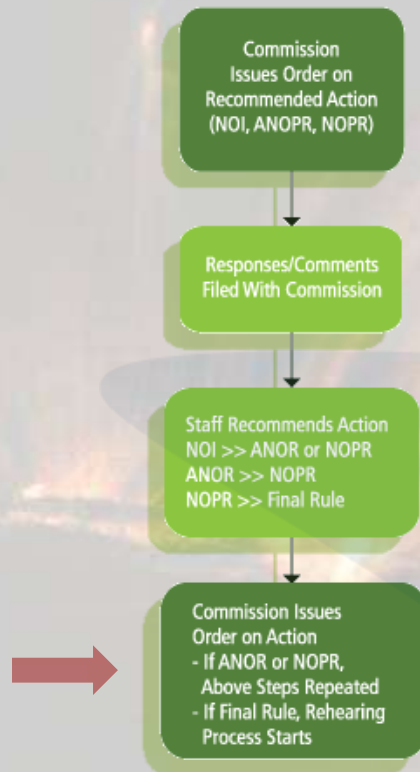 Commission
Issues Order on
Recommended Action
(NOI, ANOPR, NOPR)
Responses/Comments
Filed With Commission
Staff Recommends Action
NOI >> ANOR or NOPR
ANOR >> NOPR
NOPR >> Final Rule
Commission Issues
Order on Action
- If ANOR or NOPR,
Above Steps Repeated
- If Final Rule, Rehearing
Process Starts